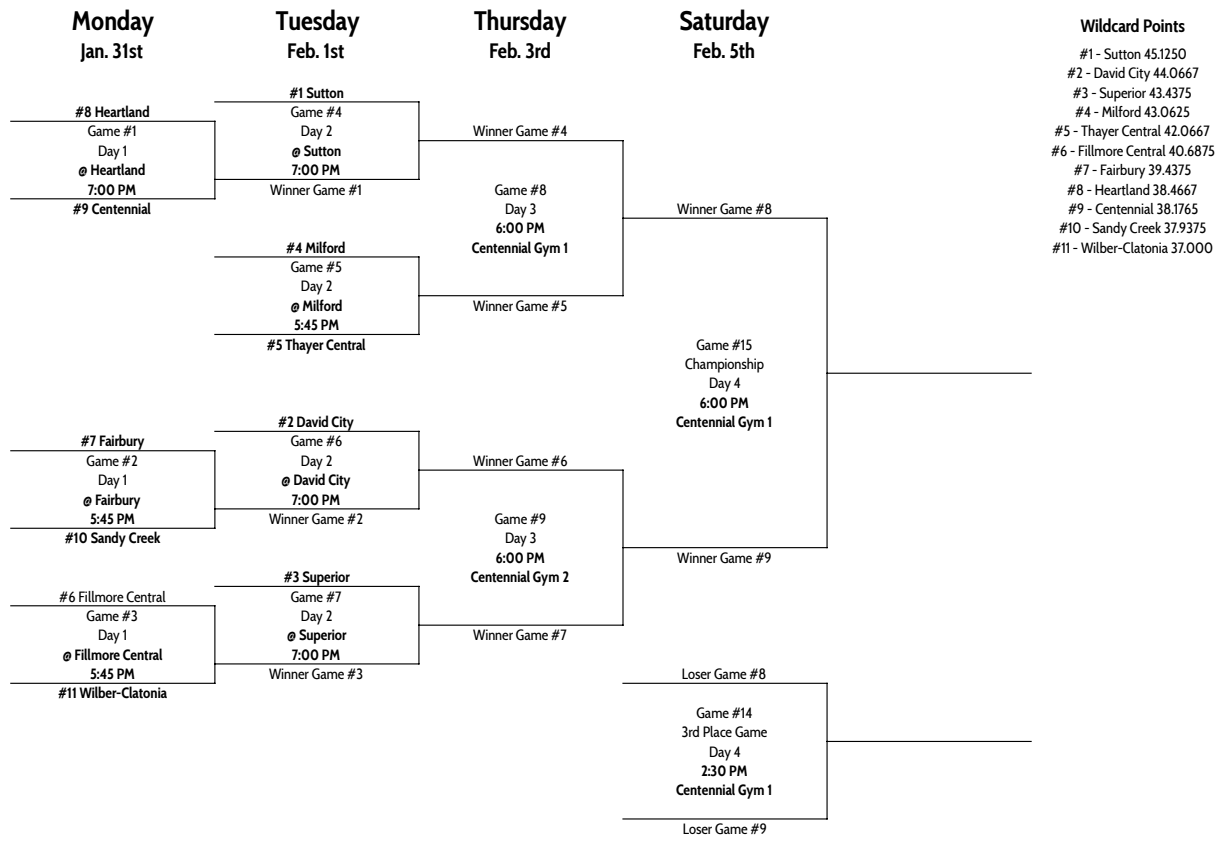 Monday
Jan. 31st
Tuesday
Feb. 1st
Thursday
Feb. 3rd
Saturday
Feb. 5th
Wildcard Points
#1 - Sutton 45.1250
#2 - David City 44.0667
#3 - Superior 43.4375
#4 - Milford 43.0625
#5 - Thayer Central 42.0667
#6 - Fillmore Central 40.6875
#7 - Fairbury 39.4375
#8 - Heartland 38.4667
#9 - Centennial 38.1765
#10 - Sandy Creek 37.9375
#11 - Wilber-Clatonia 37.000
#8 Heartland
Game #1
Day 1
@ Heartland
7:00 PM
#9 Centennial
#7 Fairbury
Game #2
Day 1
@ Fairbury
5:45 PM
#10 Sandy Creek
#6 Fillmore Central
Game #3
Day 1
@ Fillmore Central
5:45 PM
#11 Wilber-Clatonia
#1 Sutton
Game #4
Day 2
@ Sutton
7:00 PM
Winner Game #1
#4 Milford
Game #5
Day 2
@ Milford
5:45 PM
#5 Thayer Central
#2 David City
Game #6
Day 2
@ David City
7:00 PM
Winner Game #2
#3 Superior
Game #7
Day 2
@ Superior
7:00 PM
Winner Game #3
Winner Game #4
Game #8
Day 3
6:00 PM
Centennial Gym 1
Winner Game #5
Winner Game #6
Game #9
Day 3
6:00 PM
Centennial Gym 2
Winner Game #7
Winner Game #8
Game #15
Championship
Day 4
6:00 PM
Centennial Gym 1
Winner Game #9
Loser Game #8
Game #14
3rd Place Game
Day 4
2:30 PM
Centennial Gym 1
Loser Game #9